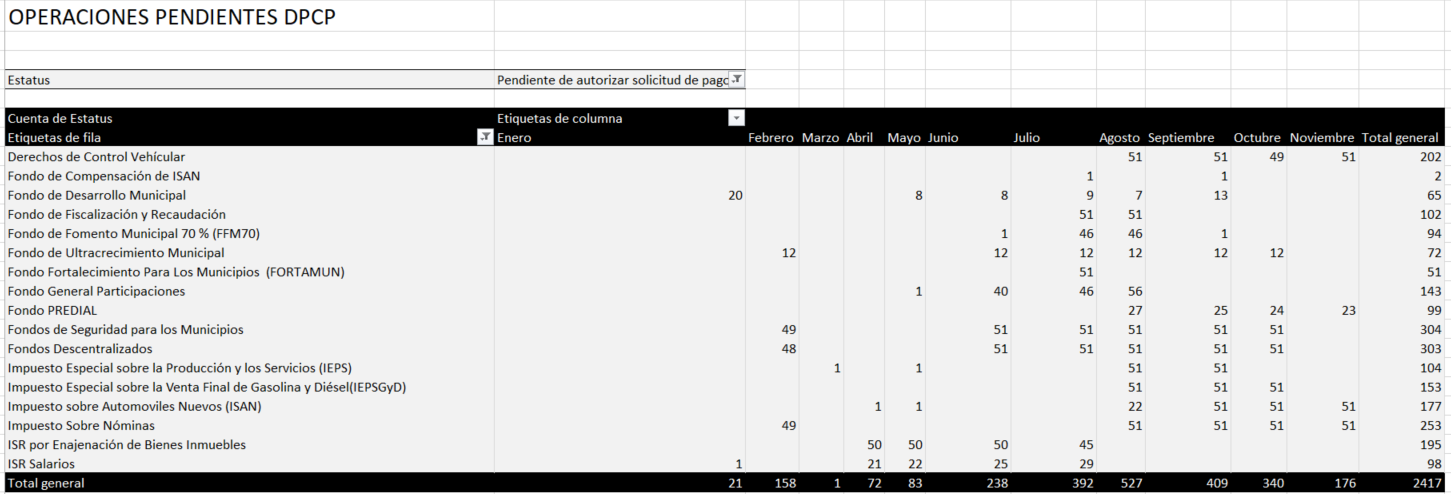 OPERACIONES PENDIENTES DPCP
Estatus Pendiente de autorizar solicitud de pago
Cuenta de Estatus Etiquetas de columna
Etiquetas de fila Enero Febrero Marzo Abril Mayo Junio Julio Agosto Septiembre Octubre Noviembre Total general
Derechos de Control Vehícular 51 51 49 51 202
Fondo de Compensación de ISAN 1 1 2
Fondo de Desarrollo Municipal 20 8 8 9 7 13 65
Fondo de Fiscalización y Recaudación 51 51 102
Fondo de Fomento Municipal 70 % (FFM70) 1 46 46 1 94
Fondo de Ultracrecimiento Municipal 12 12 12 12 12 12 72
Fondo Fortalecimiento Para Los Municipios (FORTAMUN) 51 51
Fondo General Participaciones 1 40 46 56 143
Fondo PREDIAL 27 25 24 23 99
Fondos de Seguridad para los Municipios 49 51 51 51 51 51 304
Fondos Descentralizados 48 51 51 51 51 51 303
Impuesto Especial sobre la Producción y los Servicios (IEPS) 1 1 51 51 104
Impuesto Especial sobre la Venta Final de Gasolina y Diésel(IEPSGyD) 51 51 51 153
Impuesto sobre Automoviles Nuevos (ISAN) 1 1 22 51 51 51 177
Impuesto Sobre Nóminas 49 51 51 51 51 253
ISR por Enajenación de Bienes Inmuebles 50 50 50 45 195
ISR Salarios 1 21 22 25 29 98
Total general 21 158 1 72 83 238 392 527 409 340 176 2417